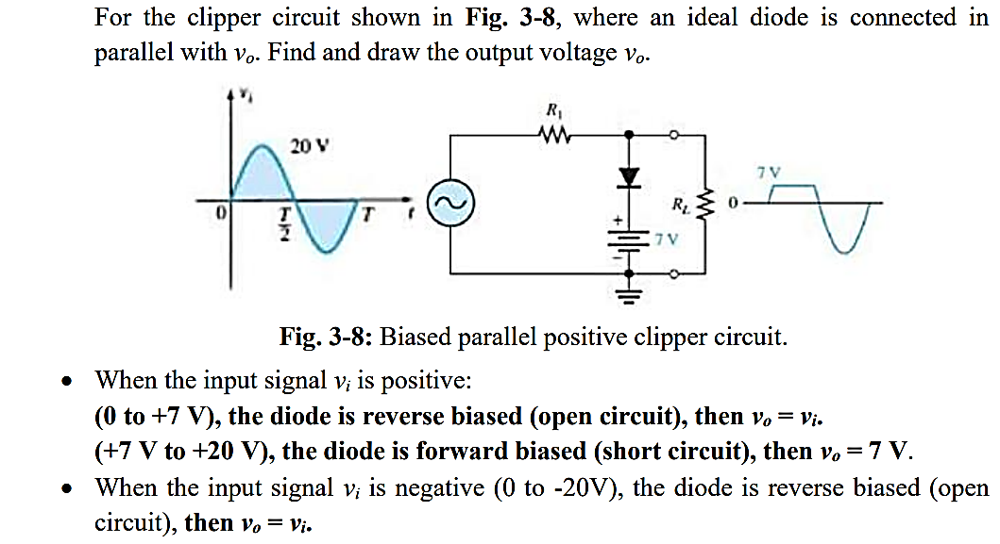 For the clipper circuit shown in Fig. 3-8, where an ideal diode is connected in
parallel with vₒ. Find and draw the output voltage vₒ.
vᵢ
20 V
0
T/2
T
t
R₁
+
7 V
−
R_L
7 V
0
Fig. 3-8: Biased parallel positive clipper circuit.
• When the input signal vᵢ is positive:
(0 to +7 V), the diode is reverse biased (open circuit), then vₒ = vᵢ.
(+7 V to +20 V), the diode is forward biased (short circuit), then vₒ = 7 V.
• When the input signal vᵢ is negative (0 to -20V), the diode is reverse biased (open
circuit), then vₒ = vᵢ.